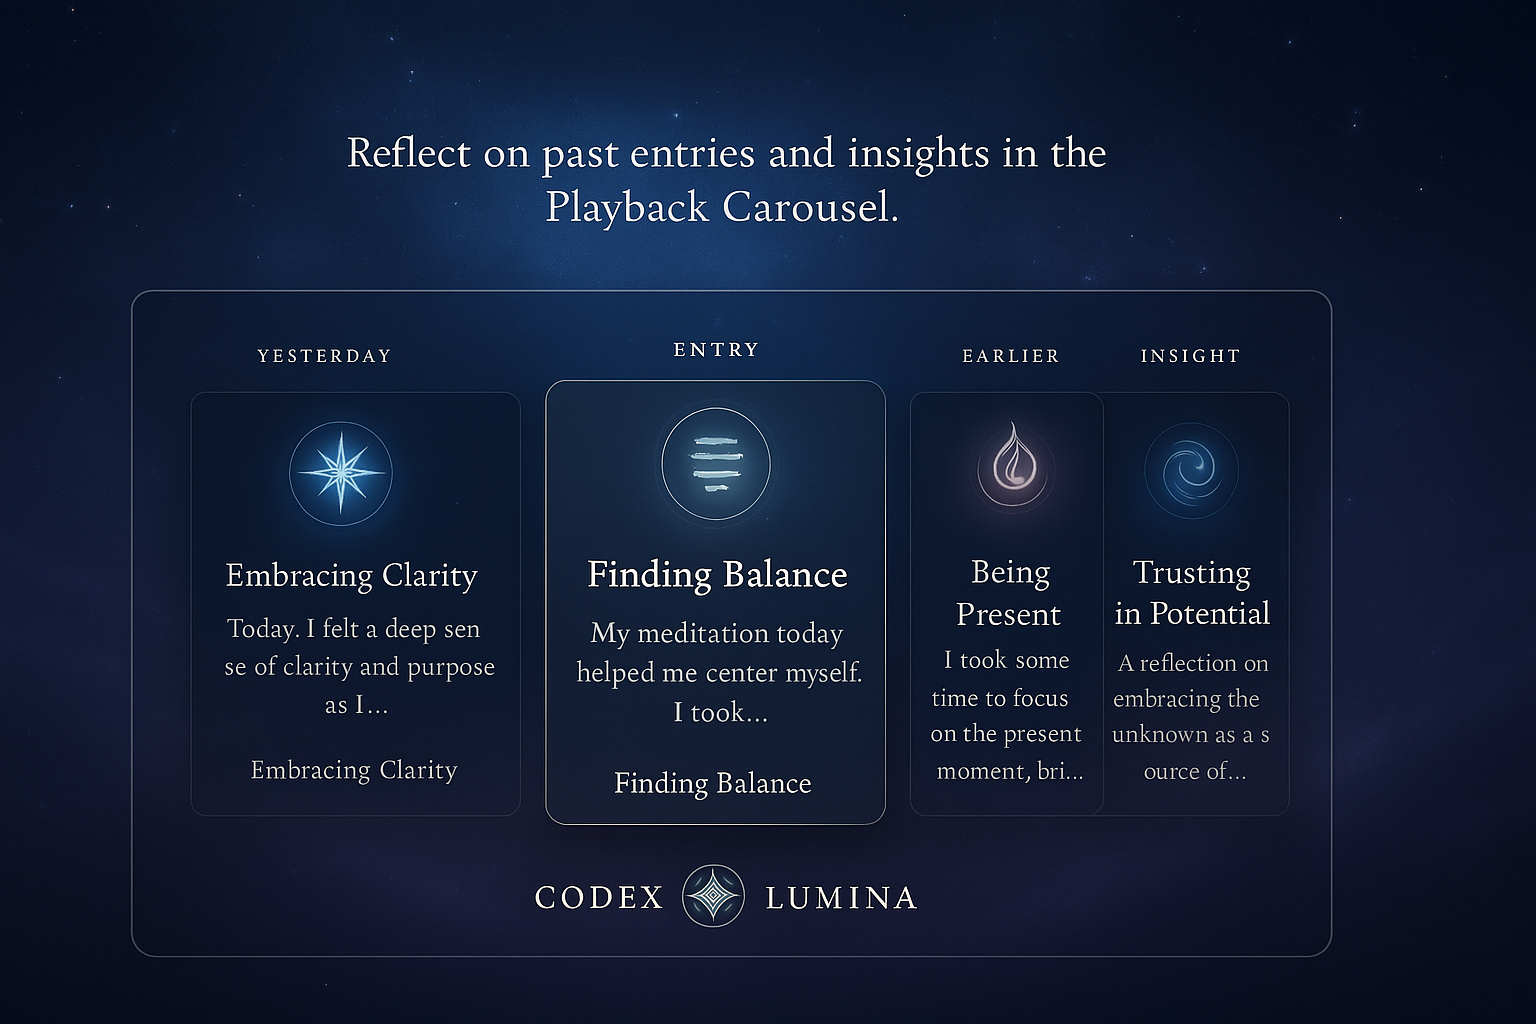 Reflect on past entries and insights in the
Playback Carousel.
YESTERDAY
Embracing Clarity
Today. I felt a deep sen
se of clarity and purpose
as I...
Embracing Clarity
ENTRY
Finding Balance
My meditation today
helped me center myself.
I took...
Finding Balance
EARLIER
Being
Present
I took some
time to focus
on the present
moment, bri...
INSIGHT
Trusting
in Potential
A reflection on
embracing the
unknown as a s
ource of...
CODEX LUMINA